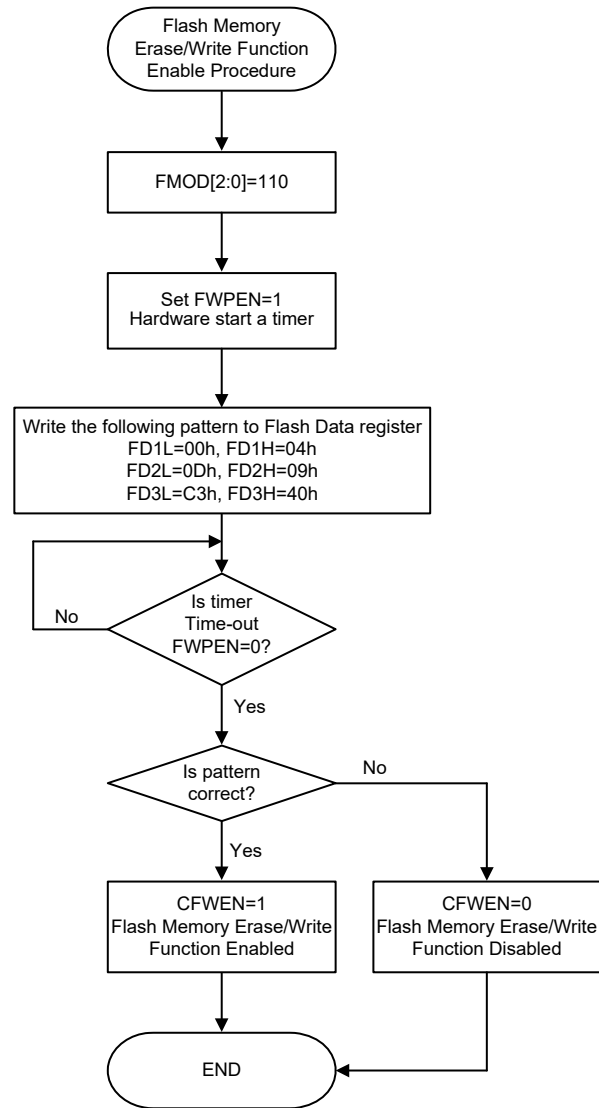 Flash Memory
Erase/Write Function
Enable Procedure
FMOD[2:0]=110
Set FWPEN=1
Hardware start a timer
Write the following pattern to Flash Data register
FD1L=00h, FD1H=04h
FD2L=0Dh, FD2H=09h
FD3L=C3h, FD3H=40h
Is timer
Time-out
FWPEN=0?
No
Yes
Is pattern
correct?
No
Yes
CFWEN=1
Flash Memory Erase/Write
Function Enabled
CFWEN=0
Flash Memory Erase/Write
Function Disabled
END